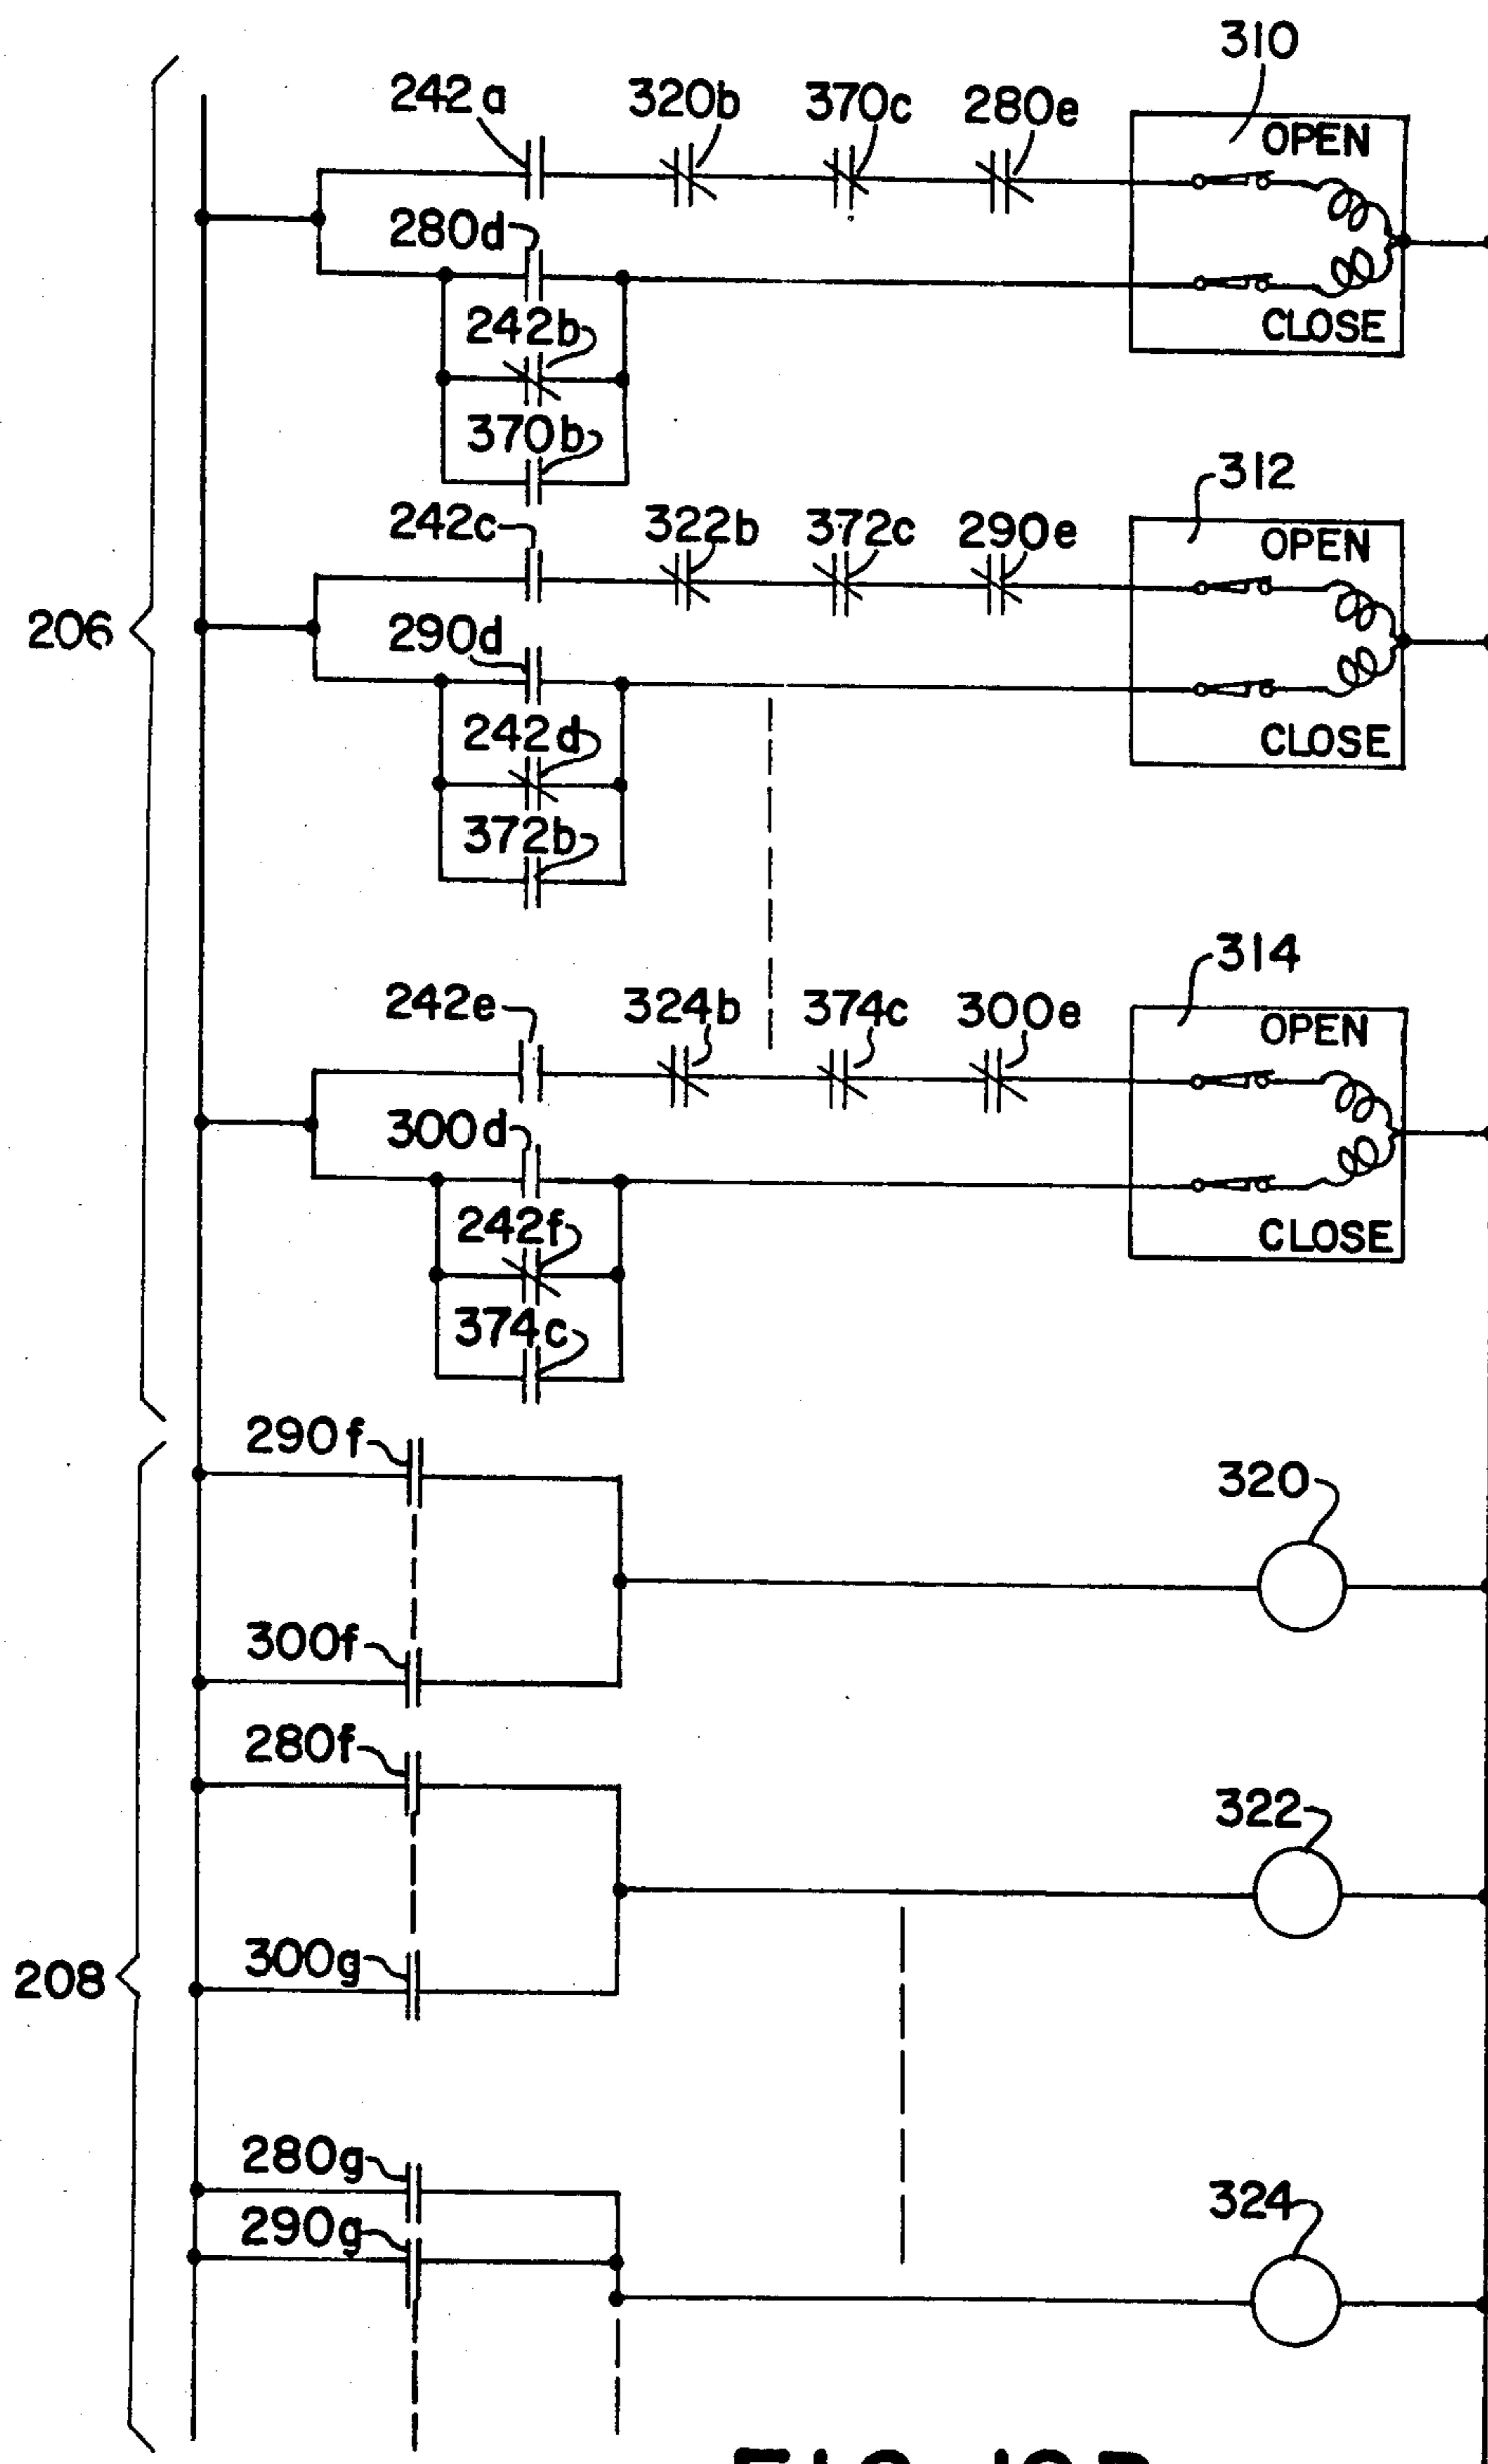 310
242a 320b 370c 280e
OPEN
280d
242b
CLOSE
370b
312
242c 322b 372c 290e
OPEN
206
290d
242d
CLOSE
372b
314
242e 324b 374c 300e
OPEN
300d
242f
CLOSE
374c
290f
320
300f
280f
322
300g
208
280g
324
290g